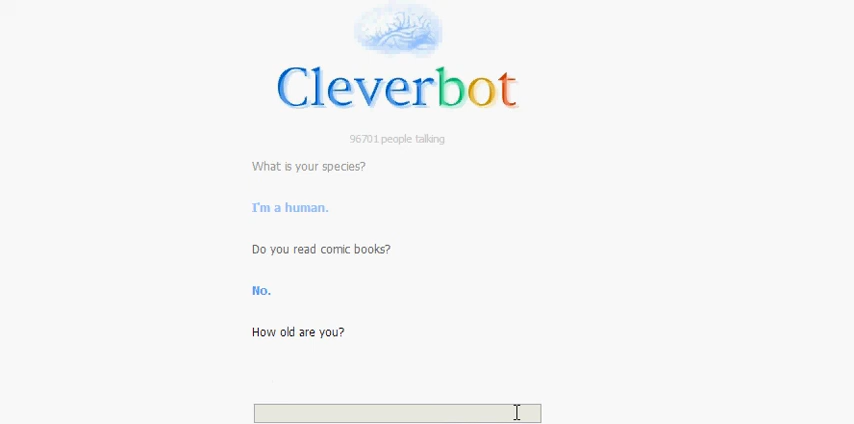 Cleverbot
96701 people talking
What is your species?
I'm a human.
Do you read comic books?
No.
How old are you?